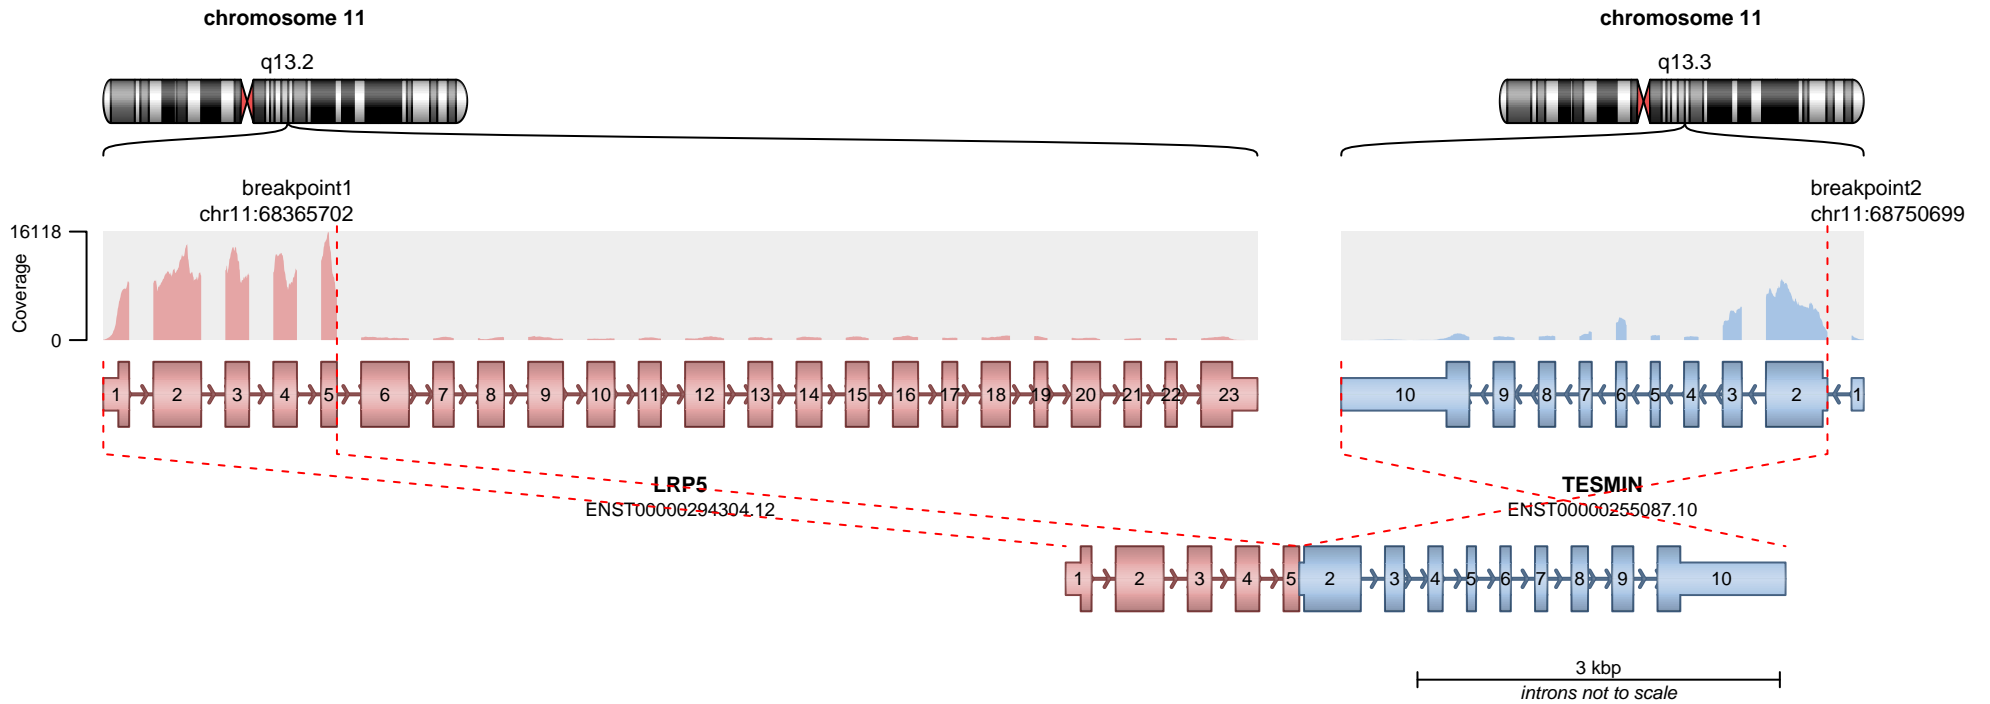 chromosome 11
chromosome 11
q13.2
q13.3
breakpoint1
chr11:68365702
breakpoint2
chr11:68750699
16118
Coverage
0
1 2 3 4 5 6 7 8 9 10 11 12 13 14 15 16 17 18 19 20 21 22 23
10 9 8 7 6 5 4 3 2 1
LRP5
ENST00000294304.12
TESMIN
ENST00000255087.10
1 2 3 4 5 2 3 4 5 6 7 8 9 10
3 kbp
introns not to scale